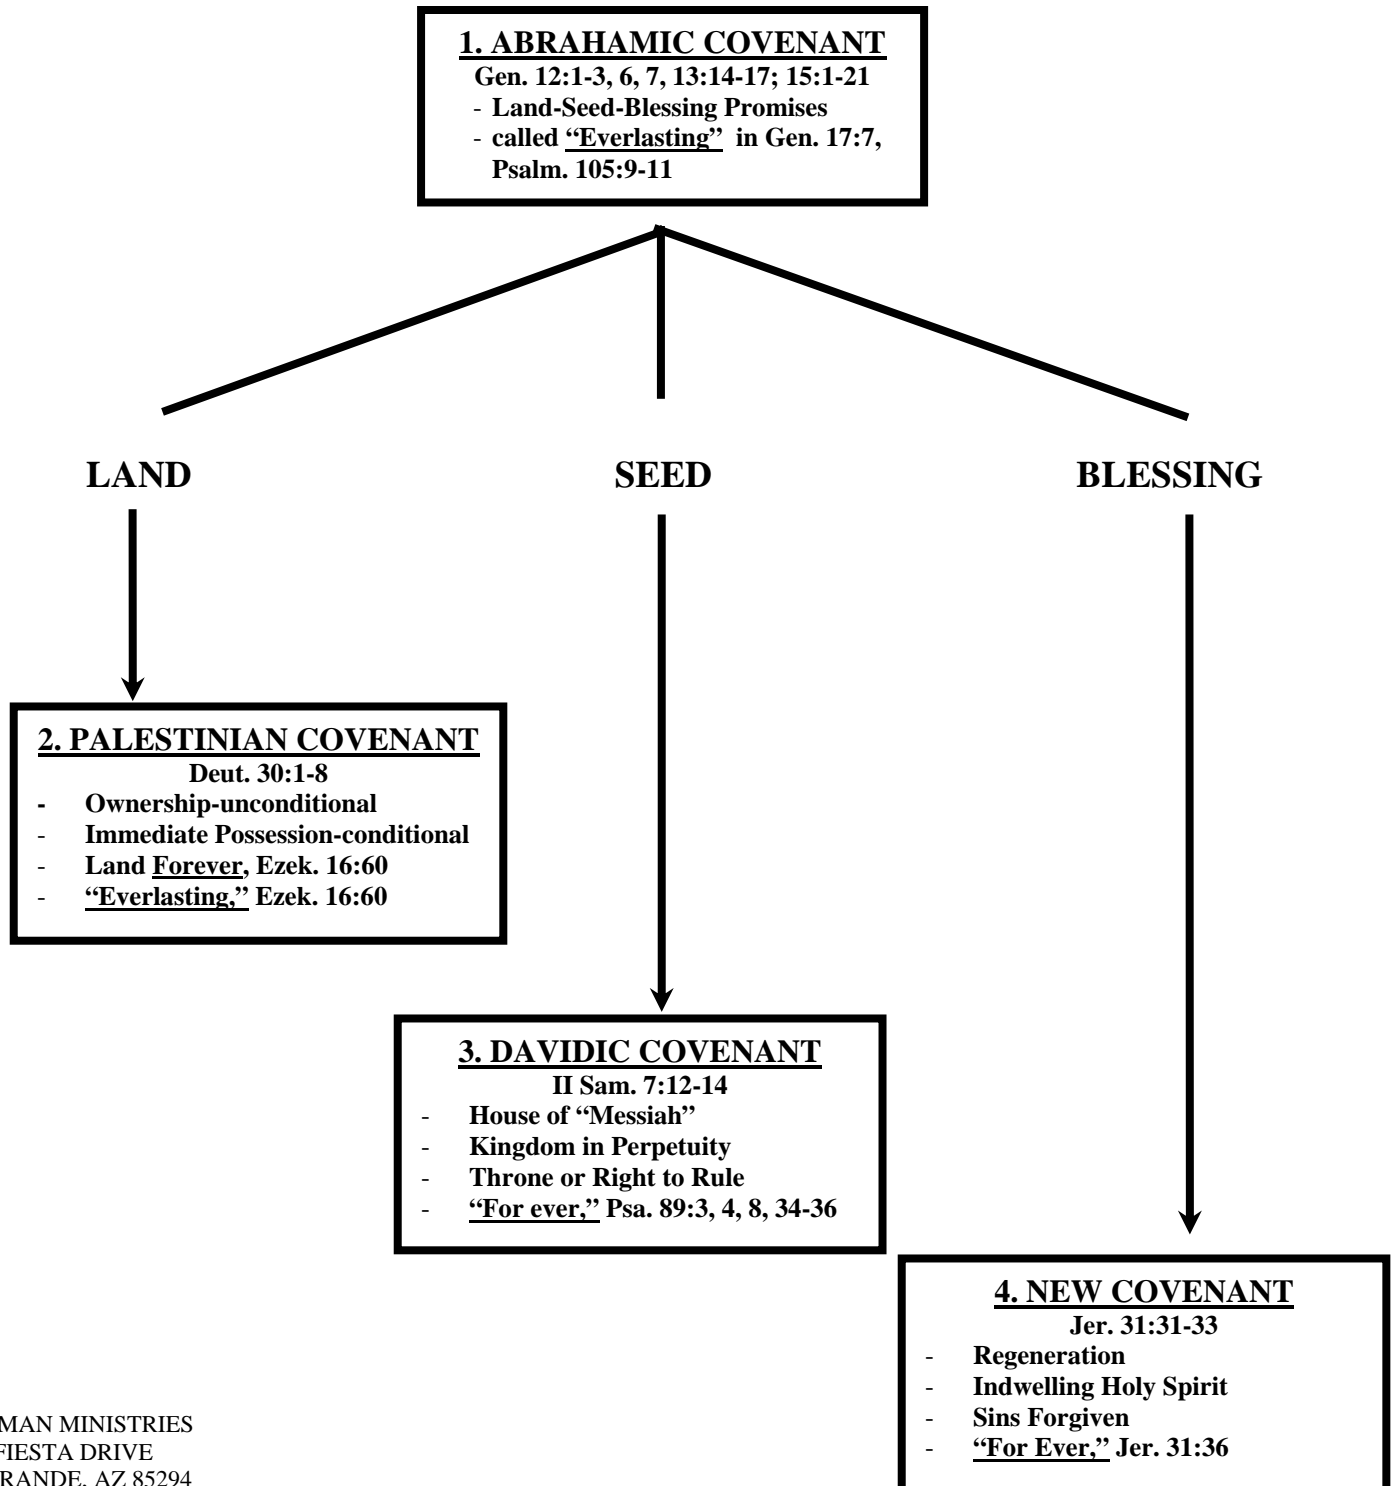 1. ABRAHAMIC COVENANT
Gen. 12:1-3, 6, 7, 13:14-17; 15:1-21
- Land-Seed-Blessing Promises
- called “Everlasting” in Gen. 17:7,
Psalm. 105:9-11
LAND
SEED
BLESSING
2. PALESTINIAN COVENANT
Deut. 30:1-8
- Ownership-unconditional
- Immediate Possession-conditional
- Land Forever, Ezek. 16:60
- “Everlasting,” Ezek. 16:60
3. DAVIDIC COVENANT
II Sam. 7:12-14
- House of “Messiah”
- Kingdom in Perpetuity
- Throne or Right to Rule
- “For ever,” Psa. 89:3, 4, 8, 34-36
4. NEW COVENANT
Jer. 31:31-33
- Regeneration
- Indwelling Holy Spirit
- Sins Forgiven
- “For Ever,” Jer. 31:36
MAN MINISTRIES
FIESTA DRIVE
RANDE, AZ 85294